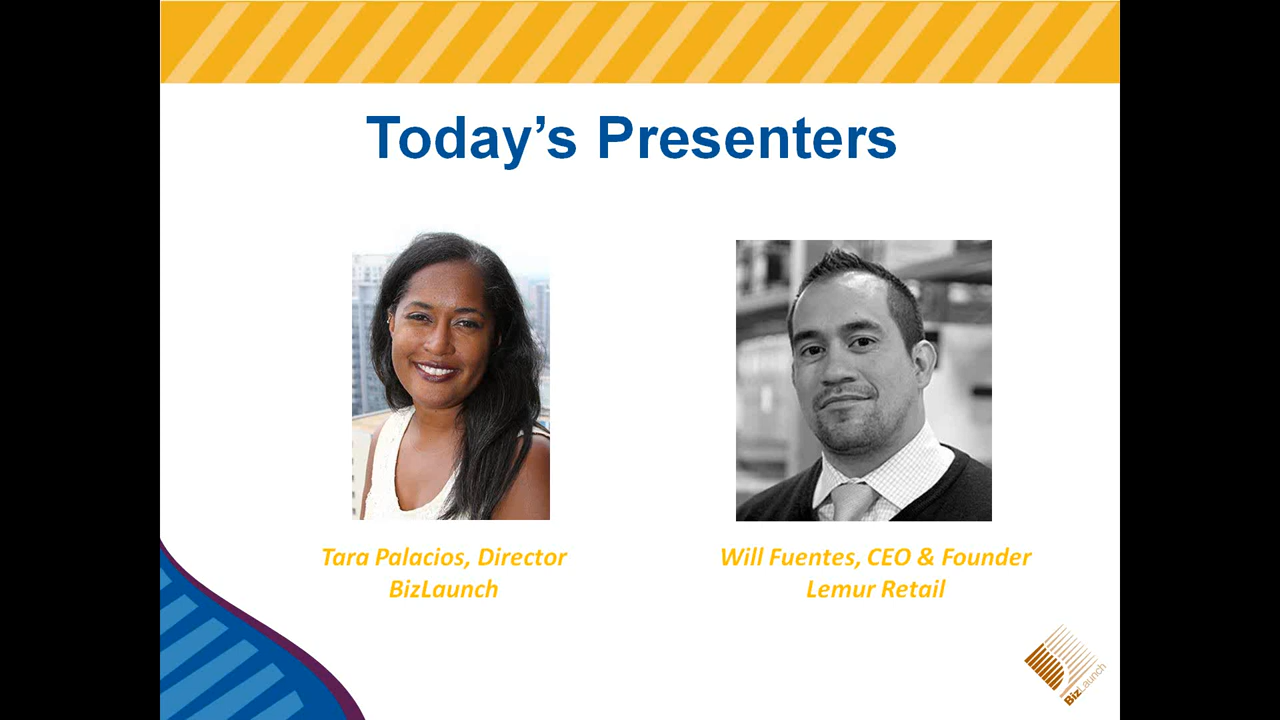 Today’s Presenters
Tara Palacios, Director
BizLaunch
Will Fuentes, CEO & Founder
Lemur Retail
BizLaunch